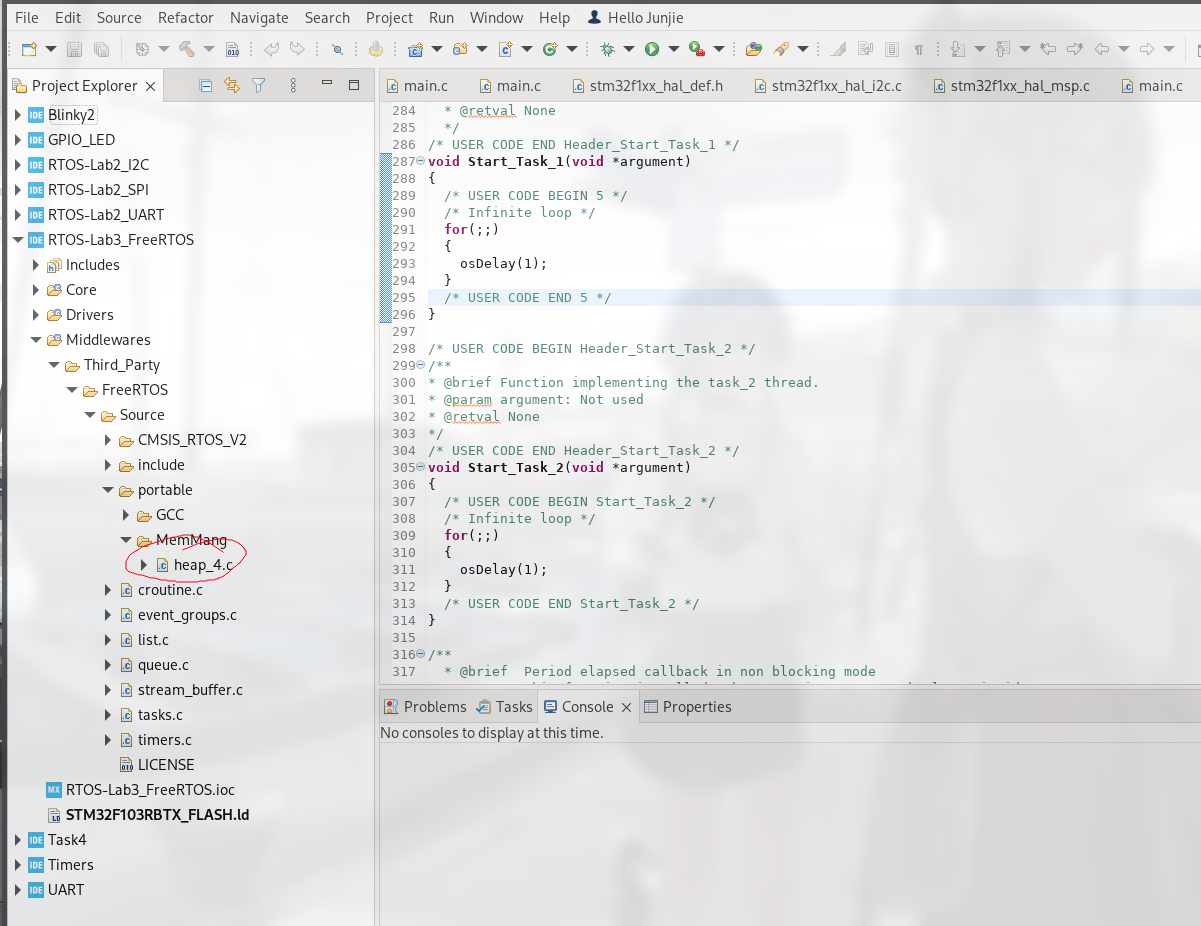 File Edit Source Refactor Navigate Search Project Run Window Help Hello Junjie
Project Explorer
Blinky2
GPIO_LED
RTOS-Lab2_I2C
RTOS-Lab2_SPI
RTOS-Lab2_UART
RTOS-Lab3_FreeRTOS
Includes
Core
Drivers
Middlewares
Third_Party
FreeRTOS
Source
CMSIS_RTOS_V2
include
portable
GCC
MemMang
heap_4.c
croutine.c
event_groups.c
list.c
queue.c
stream_buffer.c
tasks.c
timers.c
LICENSE
RTOS-Lab3_FreeRTOS.ioc
STM32F103RBTX_FLASH.ld
Task4
Timers
UART
main.c main.c stm32f1xx_hal_def.h stm32f1xx_hal_i2c.c stm32f1xx_hal_msp.c main.c
284 * @retval None
285 */
286 /* USER CODE END Header_Start_Task_1 */
287 void Start_Task_1(void *argument)
288 {
289 /* USER CODE BEGIN 5 */
290 /* Infinite loop */
291 for(;;)
292 {
293 osDelay(1);
294 }
295 /* USER CODE END 5 */
296 }
297
298 /* USER CODE BEGIN Header_Start_Task_2 */
299 /**
300 * @brief Function implementing the task_2 thread.
301 * @param argument: Not used
302 * @retval None
303 */
304 /* USER CODE END Header_Start_Task_2 */
305 void Start_Task_2(void *argument)
306 {
307 /* USER CODE BEGIN Start_Task_2 */
308 /* Infinite loop */
309 for(;;)
310 {
311 osDelay(1);
312 }
313 /* USER CODE END Start_Task_2 */
314 }
315
316 /**
317 * @brief Period elapsed callback in non blocking mode
Problems Tasks Console Properties
No consoles to display at this time.